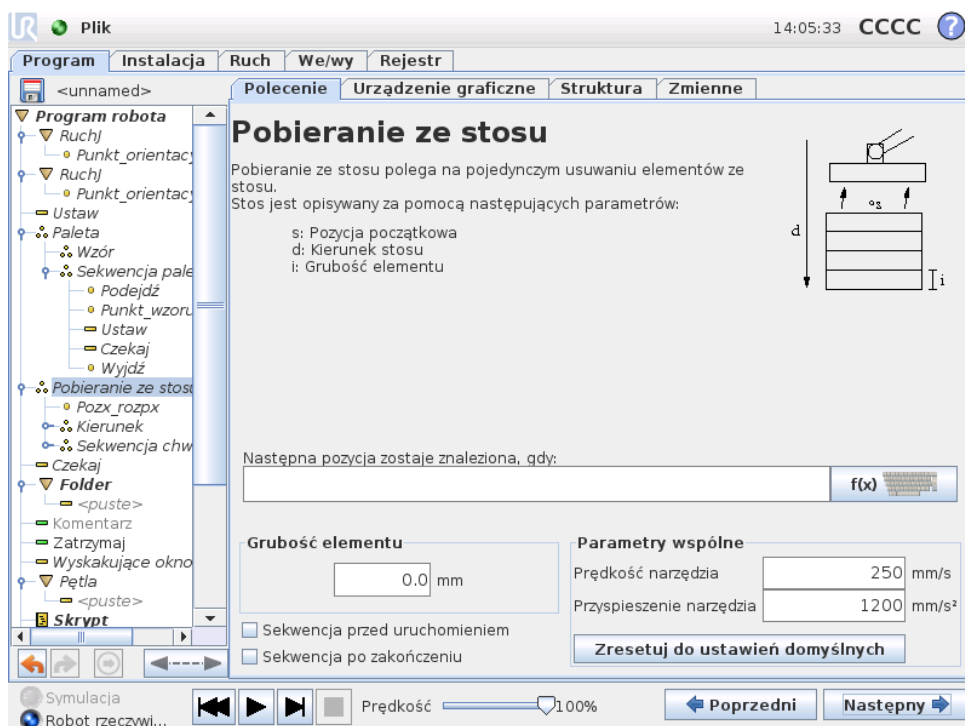 UR Plik 14:05:33 CCCC ?
Program Instalacja Ruch We/wy Rejestr
<unnamed>
Polecenie Urządzenie graficzne Struktura Zmienne
Program robota
RuchJ
Punkt_orientacy
RuchJ
Punkt_orientacy
Ustaw
Paleta
Wzór
Sekwencja pale
Podejdź
Punkt_wzoru
Ustaw
Czekaj
Wyjdź
Pobieranie ze stosu
Pozx_rozpx
Kierunek
Sekwencja chw
Czekaj
Folder
<puste>
Komentarz
Zatrzymaj
Wyskakujące okno
Pętla
<puste>
Skrypt
Pobieranie ze stosu
Pobieranie ze stosu polega na pojedynczym usuwaniu elementów ze
stosu.
Stos jest opisywany za pomocą następujących parametrów:
s: Pozycja początkowa
d: Kierunek stosu
i: Grubość elementu
s
d
i
Następna pozycja zostaje znaleziona, gdy:
f(x)
Grubość elementu
0.0 mm
Sekwencja przed uruchomieniem
Sekwencja po zakończeniu
Parametry wspólne
Prędkość narzędzia 250 mm/s
Przyspieszenie narzędzia 1200 mm/s²
Zresetuj do ustawień domyślnych
Symulacja
Robot rzeczywi...
Prędkość 100%
Poprzedni
Następny